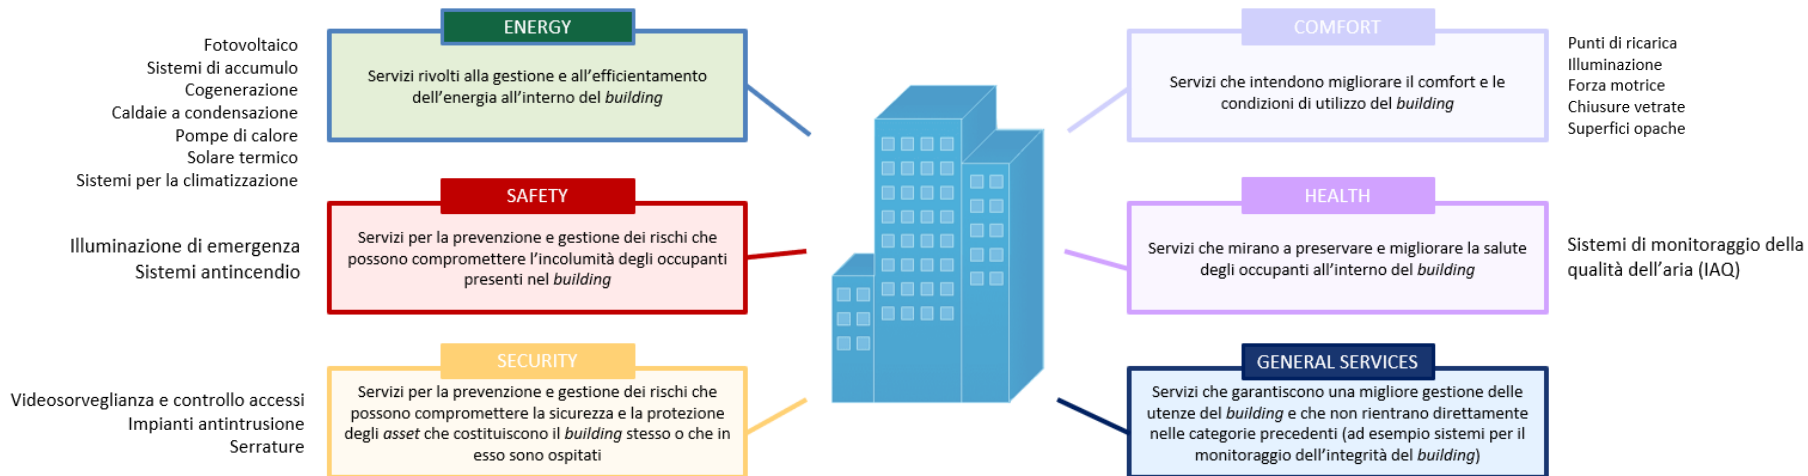 ENERGY
Fotovoltaico
Sistemi di accumulo
Cogenerazione
Caldaie a condensazione
Pompe di calore
Solare termico
Sistemi per la climatizzazione
Servizi rivolti alla gestione e all'efficientamento
dell'energia all'interno del building
SAFETY
Illuminazione di emergenza
Sistemi antincendio
Servizi per la prevenzione e gestione dei rischi che
possono compromettere l'incolumità degli occupanti
presenti nel building
SECURITY
Videosorveglianza e controllo accessi
Impianti antintrusione
Serrature
Servizi per la prevenzione e gestione dei rischi che
possono compromettere la sicurezza e la protezione
degli asset che costituiscono il building stesso o che in
esso sono ospitati
COMFORT
Servizi che intendono migliorare il comfort e le
condizioni di utilizzo del building
Punti di ricarica
Illuminazione
Forza motrice
Chiusure vetrate
Superfici opache
HEALTH
Servizi che mirano a preservare e migliorare la salute
degli occupanti all'interno del building
Sistemi di monitoraggio della
qualità dell'aria (IAQ)
GENERAL SERVICES
Servizi che garantiscono una migliore gestione delle
utenze del building e che non rientrano direttamente
nelle categorie precedenti (ad esempio sistemi per il
monitoraggio dell'integrità del building)